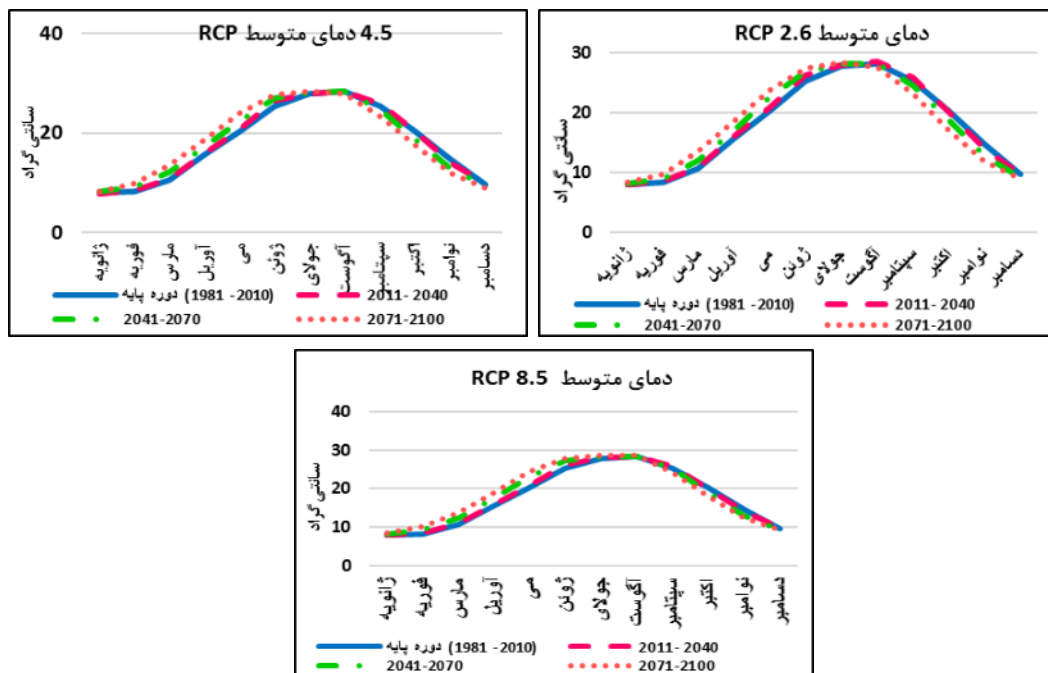 دمای متوسط RCP 4.5
40
20
0
سانتی گراد
ژانویه
فوریه
مارس
آوریل
می
ژوئن
جولای
آگوست
سپتامبر
اکتبر
نوامبر
دسامبر
دوره پایه (1981 -2010)
2011- 2040
2041-2070
2071-2100
دمای متوسط RCP 2.6
30
20
10
0
سانتی گراد
ژانویه
فوریه
مارس
آوریل
می
ژوئن
جولای
آگوست
سپتامبر
اکتبر
نوامبر
دسامبر
دوره پایه (1981 -2010)
2011- 2040
2041-2070
2071-2100
دمای متوسط RCP 8.5
40
30
20
10
0
سانتی گراد
ژانویه
فوریه
مارس
آوریل
می
ژوئن
جولای
آگوست
سپتامبر
اکتبر
نوامبر
دسامبر
دوره پایه (1981 -2010)
2011- 2040
2041-2070
2071-2100